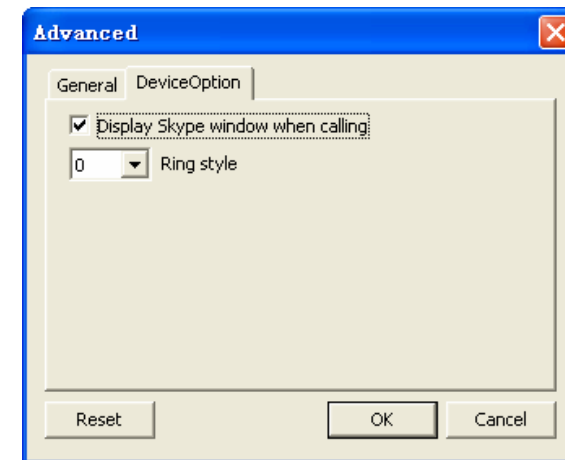 Advanced
General DeviceOption
Display Skype window when calling
0 Ring style
Reset OK Cancel